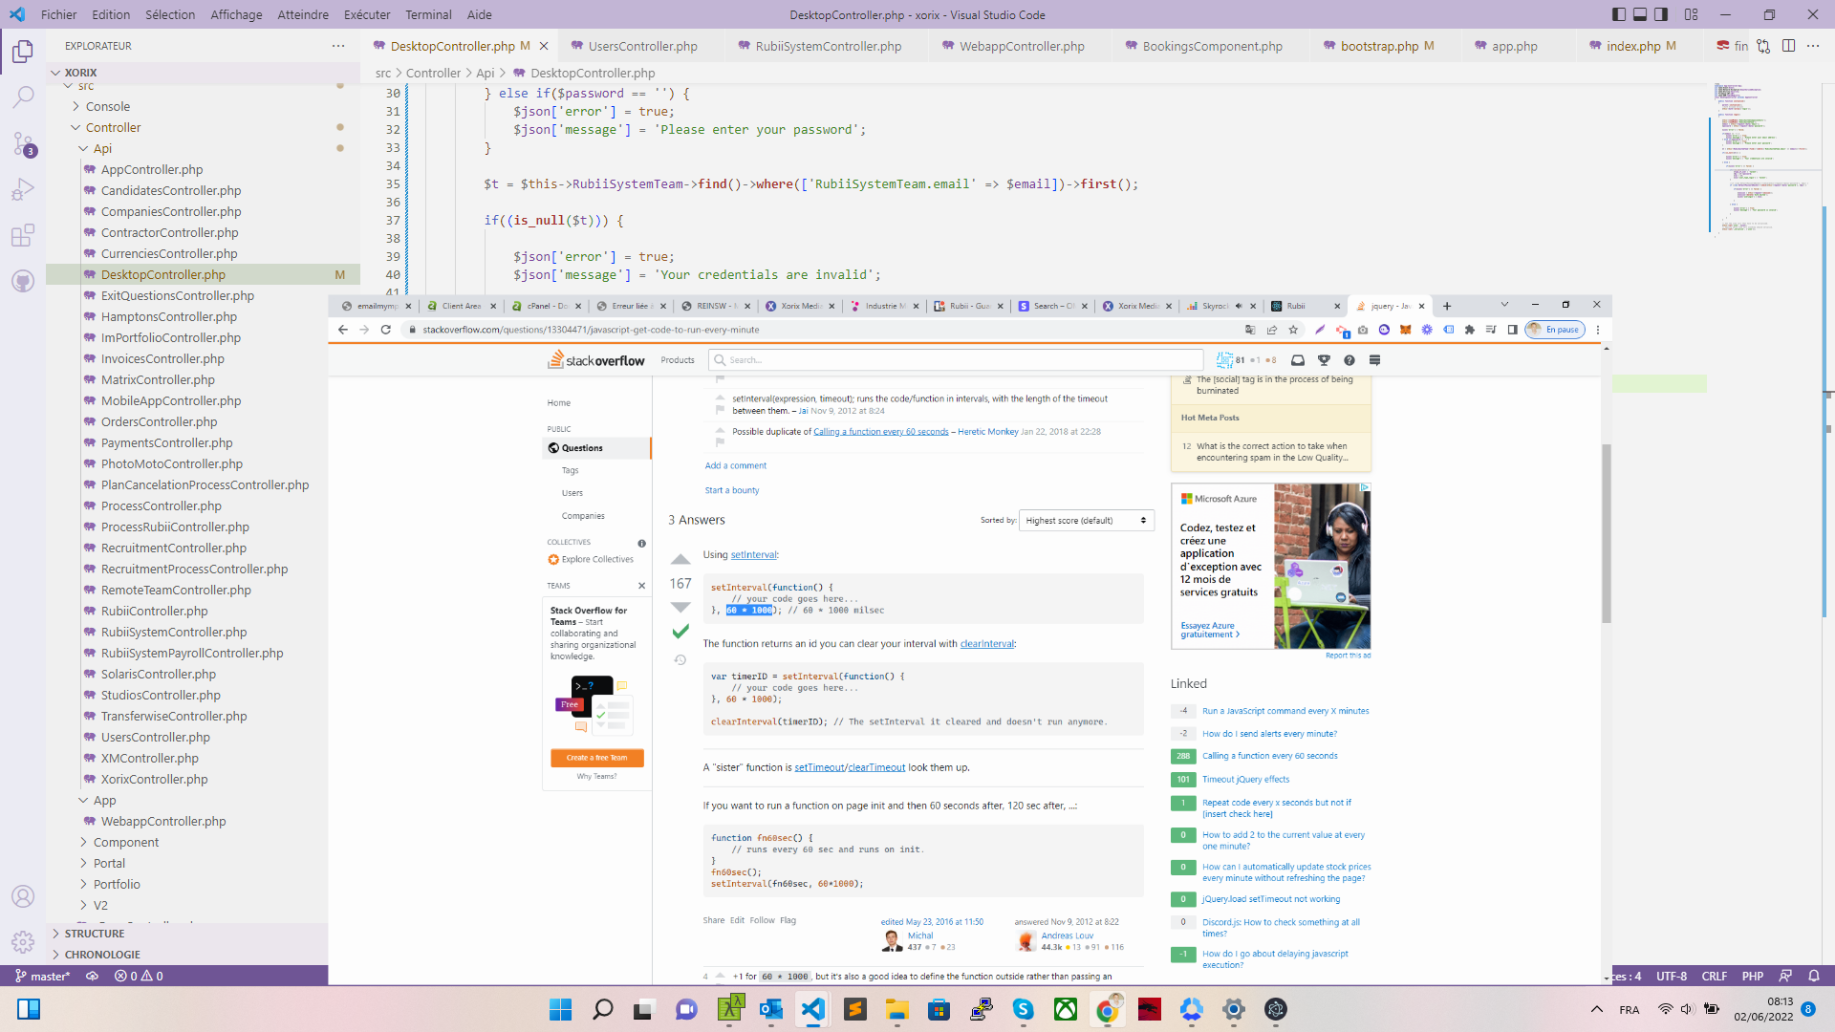 Fichier Edition Sélection Affichage Atteindre Exécuter Terminal Aide
DesktopController.php - xorix - Visual Studio Code
EXPLORATEUR
DesktopController.php M
UsersController.php
RubiiSystemController.php
WebappController.php
BookingsComponent.php
bootstrap.php M
app.php
index.php M
fin
XORIX
src > Controller > Api > DesktopController.php
src
Console
Controller
Api
AppController.php
CandidatesController.php
CompaniesController.php
ContractorController.php
CurrenciesController.php
DesktopController.php M
ExitQuestionsController.php
HamptonsController.php
ImPortfolioController.php
InvoicesController.php
MatrixController.php
MobileAppController.php
OrdersController.php
PaymentsController.php
PhotoMotoController.php
PlanCancelationProcessController.php
ProcessController.php
ProcessRubiiController.php
RecruitmentController.php
RecruitmentProcessController.php
RemoteTeamController.php
RubiiController.php
RubiiSystemController.php
RubiiSystemPayrollController.php
SolarisController.php
StudiosController.php
TransferwiseController.php
UsersController.php
XMController.php
XorixController.php
App
WebappController.php
Component
Portal
Portfolio
V2
STRUCTURE
CHRONOLOGIE
3
30 } else if($password == '') {
31 $json['error'] = true;
32 $json['message'] = 'Please enter your password';
33 }
34
35 $t = $this->RubiiSystemTeam->find()->where(['RubiiSystemTeam.email' => $email])->first();
36
37 if((is_null($t))) {
38
39 $json['error'] = true;
40 $json['message'] = 'Your credentials are invalid';
41
emailmymp
Client Area
cPanel - Do
Erreur liée
REINSW -
Xorix Medi
Industrie M
Rubii - Gu
Search –
Xorix Medi
Skyroc
Rubii
jquery - Ja
stackoverflow.com/questions/13304471/javascript-get-code-to-run-every-minute
En pause
stackoverflow
Products
Search...
81 1 8
Home
PUBLIC
Questions
Tags
Users
Companies
COLLECTIVES
Explore Collectives
TEAMS
Stack Overflow for
Teams – Start
collaborating and
sharing organizational
knowledge.
>_?
Free
Create a free Team
Why Teams?
setInterval(expression, timeout); runs the code/function in intervals, with the length of the timeout
between them. – Jai Nov 9, 2012 at 8:24
Possible duplicate of Calling a function every 60 seconds – Heretic Monkey Jan 22, 2018 at 22:28
Add a comment
Start a bounty
3 Answers
Sorted by: Highest score (default)
167
Using setInterval:
setInterval(function() {
// your code goes here...
}, 60 * 1000); // 60 * 1000 milsec
The function returns an id you can clear your interval with clearInterval:
var timerID = setInterval(function() {
// your code goes here...
}, 60 * 1000);
clearInterval(timerID); // The setInterval it cleared and doesn't run anymore.
A "sister" function is setTimeout/clearTimeout look them up.
If you want to run a function on page init and then 60 seconds after, 120 sec after, ...:
function fn60sec() {
// runs every 60 sec and runs on init.
}
fn60sec();
setInterval(fn60sec, 60*1000);
Share Edit Follow Flag
edited May 23, 2016 at 11:50
Michal
437 7 23
answered Nov 9, 2012 at 8:22
Andreas Louv
44.3k 13 91 116
4 +1 for 60 * 1000, but it's also a good idea to define the function outside rather than passing an
The [social] tag is in the process of being
burninated
Hot Meta Posts
12 What is the correct action to take when
encountering spam in the Low Quality...
Microsoft Azure
Codez, testez et
créez une
application
d'exception avec
12 mois de
services gratuits
Essayez Azure
gratuitement >
Report this ad
Linked
-4 Run a JavaScript command every X minutes
-2 How do I send alerts every minute?
288 Calling a function every 60 seconds
101 Timeout jQuery effects
1 Repeat code every x seconds but not if
[insert check here]
0 How to add 2 to the current value at every
one minute?
0 How can I automatically update stock prices
every minute without refreshing the page?
0 jQuery.load setTimeout not working
0 Discord.js: How to check something at all
times?
-1 How do I go about delaying javascript
execution?
master* 0 0
ces : 4 UTF-8 CRLF PHP
FRA
08:13
02/06/2022
8